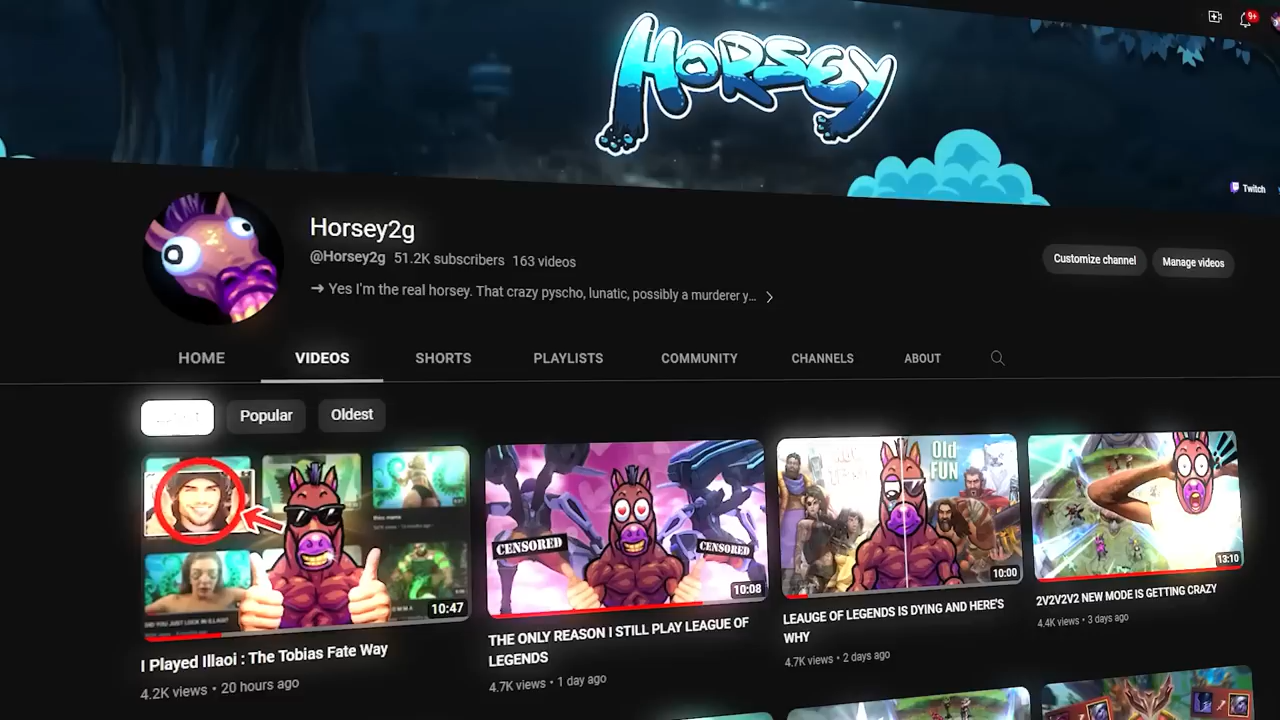 9+
HORSEY
Twitch
Horsey2g
@Horsey2g 51.2K subscribers 163 videos
Customize channel
Manage videos
Yes I'm the real horsey. That crazy pyscho, lunatic, possibly a murderer y...
HOME
VIDEOS
SHORTS
PLAYLISTS
COMMUNITY
CHANNELS
ABOUT
Popular
Oldest
10:47
CENSORED
CENSORED
10:08
Old
FUN
10:00
13:10
I Played Illaoi : The Tobias Fate Way
4.2K views • 20 hours ago
THE ONLY REASON I STILL PLAY LEAGUE OF
LEGENDS
4.7K views • 1 day ago
LEAUGE OF LEGENDS IS DYING AND HERE'S
WHY
4.7K views • 2 days ago
2V2V2V2 NEW MODE IS GETTING CRAZY
4.4K views • 3 days ago